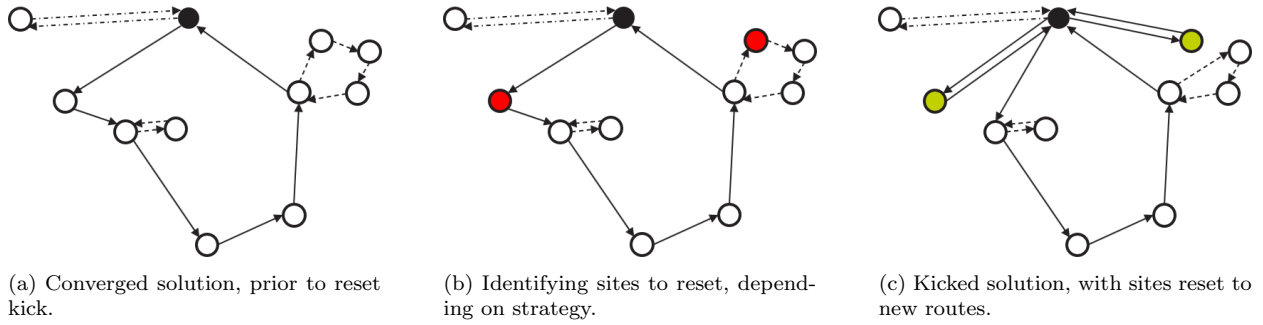 (a) Converged solution, prior to reset
kick.
(b) Identifying sites to reset, depend-
ing on strategy.
(c) Kicked solution, with sites reset to
new routes.